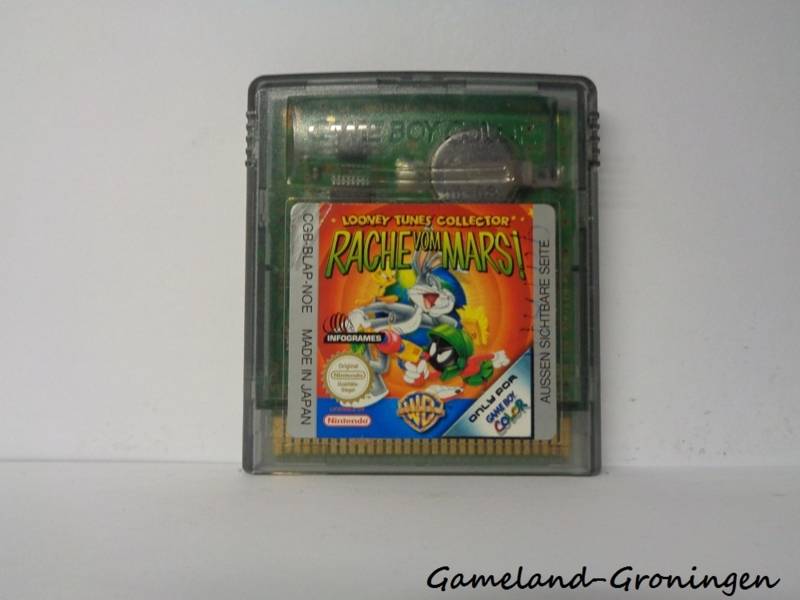 GAME BOY COLOR
LOONEY TUNES COLLECTOR
RACHE VOM MARS!
CGB-BLAP-NOE MADE IN JAPAN
AUSSEN SICHTBARE SEITE
INFOGRAMES
Original
Nintendo
Nintendo
WB
ONLY FOR
GAME BOY
COLOR
Gameland-Groningen